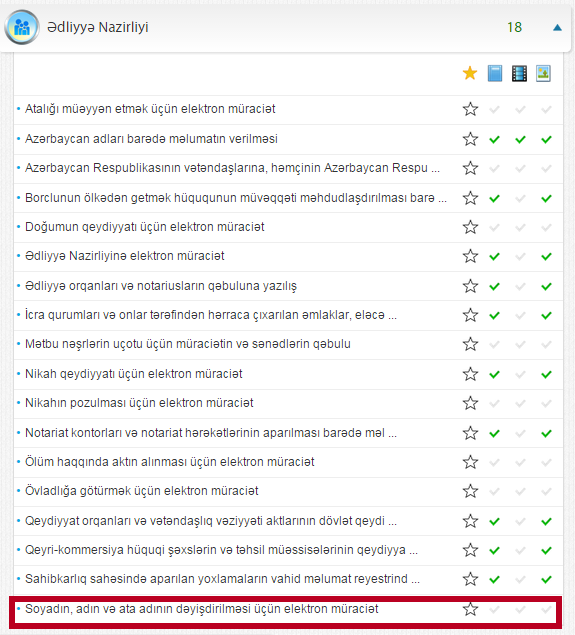 Ədliyyə Nazirliyi 18
Atalığı müəyyən etmək üçün elektron müraciət
Azərbaycan adları barədə məlumatın verilməsi
Azərbaycan Respublikasının vətəndaşlarına, həmçinin Azərbaycan Respu ...
Borclunun ölkədən getmək hüququnun müvəqqəti məhdudlaşdırılması barə ...
Doğumun qeydiyyatı üçün elektron müraciət
Ədliyyə Nazirliyinə elektron müraciət
Ədliyyə orqanları və notariusların qəbuluna yazılış
İcra qurumları və onlar tərəfindən hərraca çıxarılan əmlaklar, eləcə ...
Mətbu nəşrlərin uçotu üçün müraciətin və sənədlərin qəbulu
Nikah qeydiyyatı üçün elektron müraciət
Nikahın pozulması üçün elektron müraciət
Notariat kontorları və notariat hərəkətlərinin aparılması barədə məl ...
Ölüm haqqında aktın alınması üçün elektron müraciət
Övladlığa götürmək üçün elektron müraciət
Qeydiyyat orqanları və vətəndaşlıq vəziyyəti aktlarının dövlət qeydi ...
Qeyri-kommersiya hüquqi şəxslərin və təhsil müəssisələrinin qeydiyya ...
Sahibkarlıq sahəsində aparılan yoxlamaların vahid məlumat reyestrind ...
Soyadın, adın və ata adının dəyişdirilməsi üçün elektron müraciət